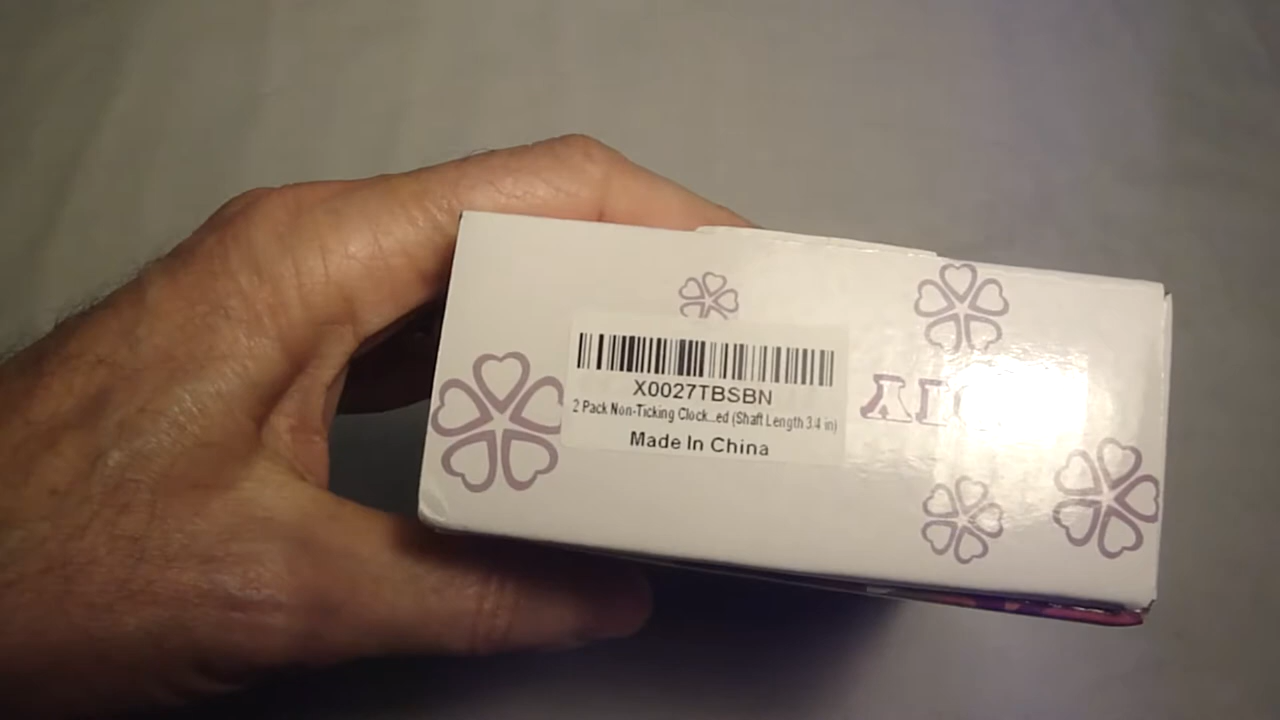 X0027TBSBN
2 Pack Non-Ticking Clock...ed (Shaft Length 3/4 in)
Made In China